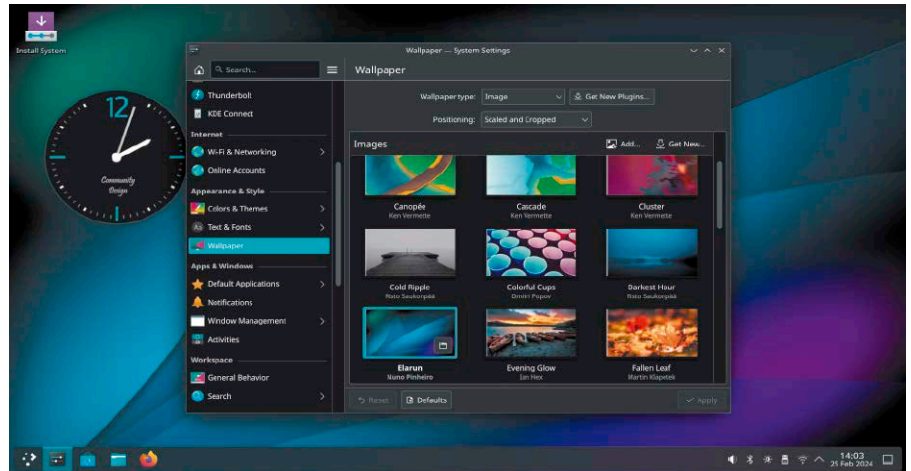 Install System
12
Community
Design
Wallpaper — System Settings
Search...
Wallpaper
Thunderbolt
KDE Connect
Internet
Wi-Fi & Networking
Online Accounts
Appearance & Style
Colors & Themes
Aa Text & Fonts
Wallpaper
Apps & Windows
Default Applications
Notifications
Window Management
Activities
Workspace
General Behavior
Search
Wallpaper type: Image
Get New Plugins...
Positioning: Scaled and Cropped
Images
Add...
Get New...
Canopée
Ken Vermette
Cascade
Ken Vermette
Cluster
Ken Vermette
Cold Ripple
Risto Saukonpää
Colorful Cups
Dmitri Popov
Darkest Hour
Risto Saukonpää
Elarun
Nuno Pinheiro
Evening Glow
Ian Hex
Fallen Leaf
Martin Klapetek
Reset
Defaults
Apply
14:03
25 Feb 2024